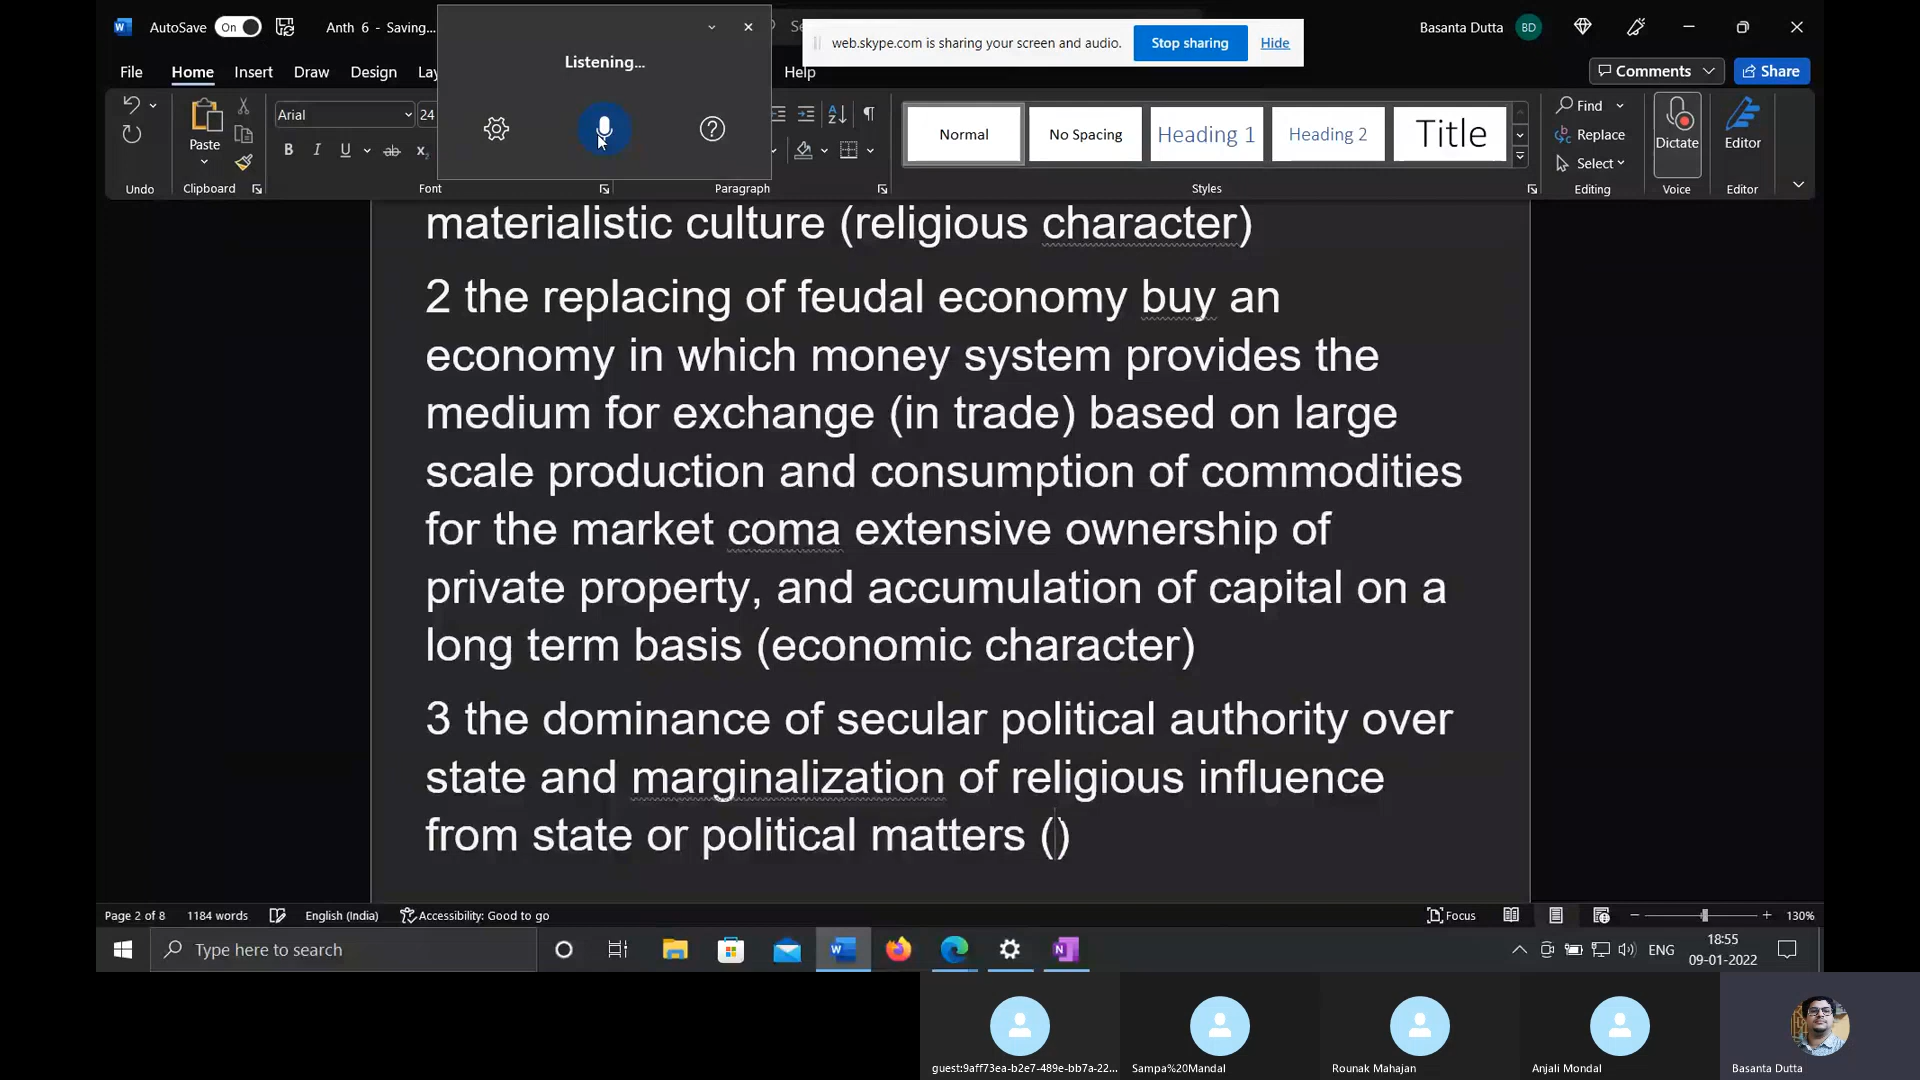 AutoSave On Anth 6 - Saving... Basanta Dutta BD
web.skype.com is sharing your screen and audio. Stop sharing Hide
Listening...
File Home Insert Draw Design Help Comments Share
Paste Arial 24 Normal No Spacing Heading 1 Heading 2 Title Find Replace Select Dictate Editor
Undo Clipboard Font Paragraph Styles Editing Voice Editor
materialistic culture (religious character)
2 the replacing of feudal economy buy an
economy in which money system provides the
medium for exchange (in trade) based on large
scale production and consumption of commodities
for the market coma extensive ownership of
private property, and accumulation of capital on a
long term basis (economic character)
3 the dominance of secular political authority over
state and marginalization of religious influence
from state or political matters ()
Page 2 of 8 1184 words English (India) Accessibility: Good to go Focus 130%
Type here to search ENG 18:55
09-01-2022
guest:9aff73ea-b2e7-489e-bb7a-22... Sampa%20Mandal Rounak Mahajan Anjali Mondal Basanta Dutta